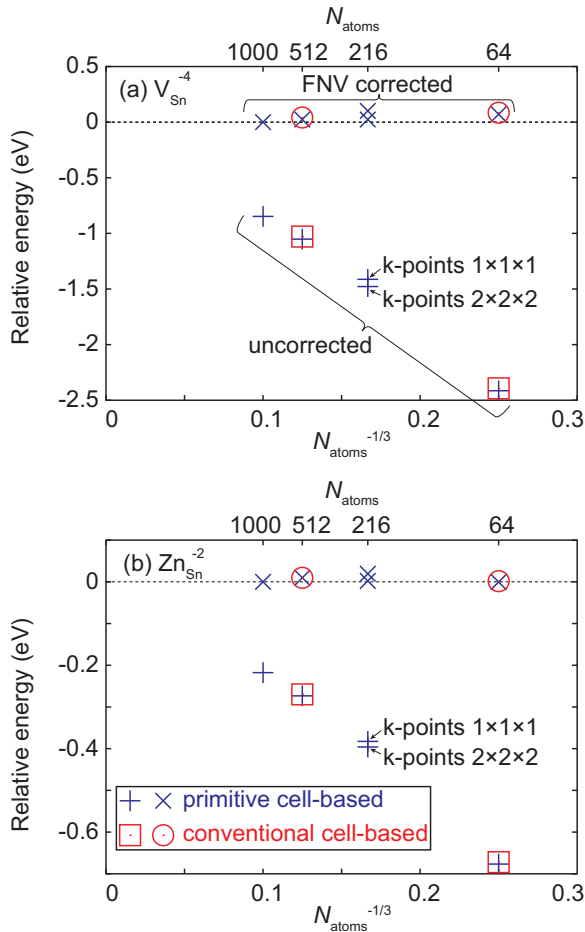 N_atoms
1000 512 216 64
0.5
(a) V_Sn^-4
FNV corrected
0
-0.5
-1
k-points 1×1×1
-1.5
k-points 2×2×2
uncorrected
-2
-2.5
Relative energy (eV)
0 0.1 0.2 0.3
N_atoms^-1/3
N_atoms
1000 512 216 64
(b) Zn_Sn^-2
0
-0.2
k-points 1×1×1
-0.4
k-points 2×2×2
primitive cell-based
conventional cell-based
-0.6
Relative energy (eV)
0 0.1 0.2 0.3
N_atoms^-1/3